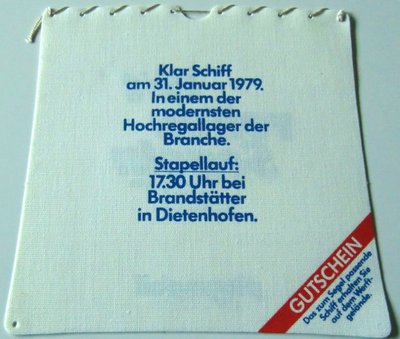 Klar Schiff
am 31. Januar 1979.
In einem der
modernsten
Hochregallager der
Branche.
Stapellauf:
17.30 Uhr bei
Brandstätter
in Dietenhofen.
GUTSCHEIN
Das zum Segel passende
Schiff erhalten Sie
auf dem Werft-
gelände.